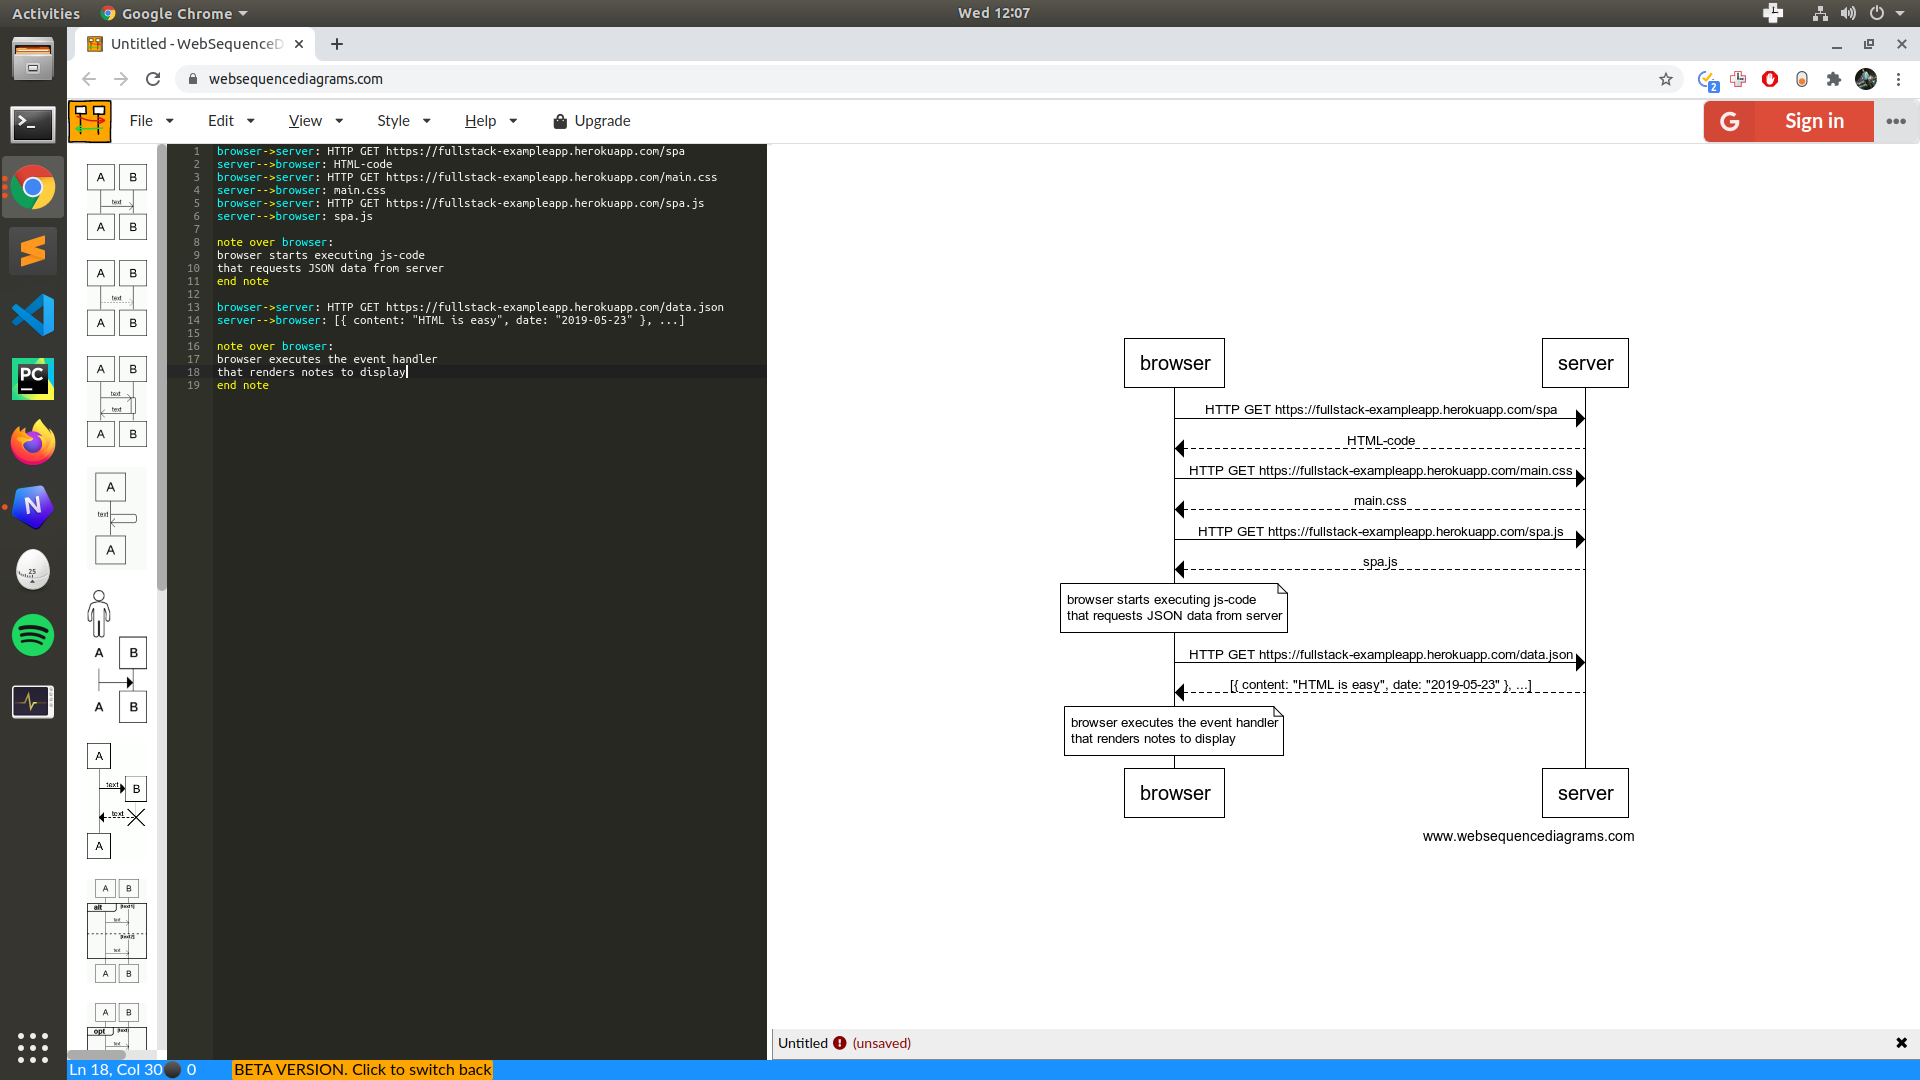 Activities
Google Chrome
Wed 12:07
Untitled - WebSequenceD
websequencediagrams.com
2
File
Edit
View
Style
Help
Upgrade
G
Sign in
A B
text
A B
A B
text
A B
A B
text
text
A B
A
text
A
A B
A B
A
text
B
text
A
A B
alt [text1]
text
[text2]
text
A B
A B
opt [text]
text
PC
N
25
1 browser->server: HTTP GET https://fullstack-exampleapp.herokuapp.com/spa
2 server-->browser: HTML-code
3 browser->server: HTTP GET https://fullstack-exampleapp.herokuapp.com/main.css
4 server-->browser: main.css
5 browser->server: HTTP GET https://fullstack-exampleapp.herokuapp.com/spa.js
6 server-->browser: spa.js
7
8 note over browser:
9 browser starts executing js-code
10 that requests JSON data from server
11 end note
12
13 browser->server: HTTP GET https://fullstack-exampleapp.herokuapp.com/data.json
14 server-->browser: [{ content: "HTML is easy", date: "2019-05-23" }, ...]
15
16 note over browser:
17 browser executes the event handler
18 that renders notes to display
19 end note
browser server
HTTP GET https://fullstack-exampleapp.herokuapp.com/spa
HTML-code
HTTP GET https://fullstack-exampleapp.herokuapp.com/main.css
main.css
HTTP GET https://fullstack-exampleapp.herokuapp.com/spa.js
spa.js
browser starts executing js-code
that requests JSON data from server
HTTP GET https://fullstack-exampleapp.herokuapp.com/data.json
[{ content: "HTML is easy", date: "2019-05-23" }, ...]
browser executes the event handler
that renders notes to display
browser server
www.websequencediagrams.com
Untitled (unsaved)
Ln 18, Col 30 0
BETA VERSION. Click to switch back